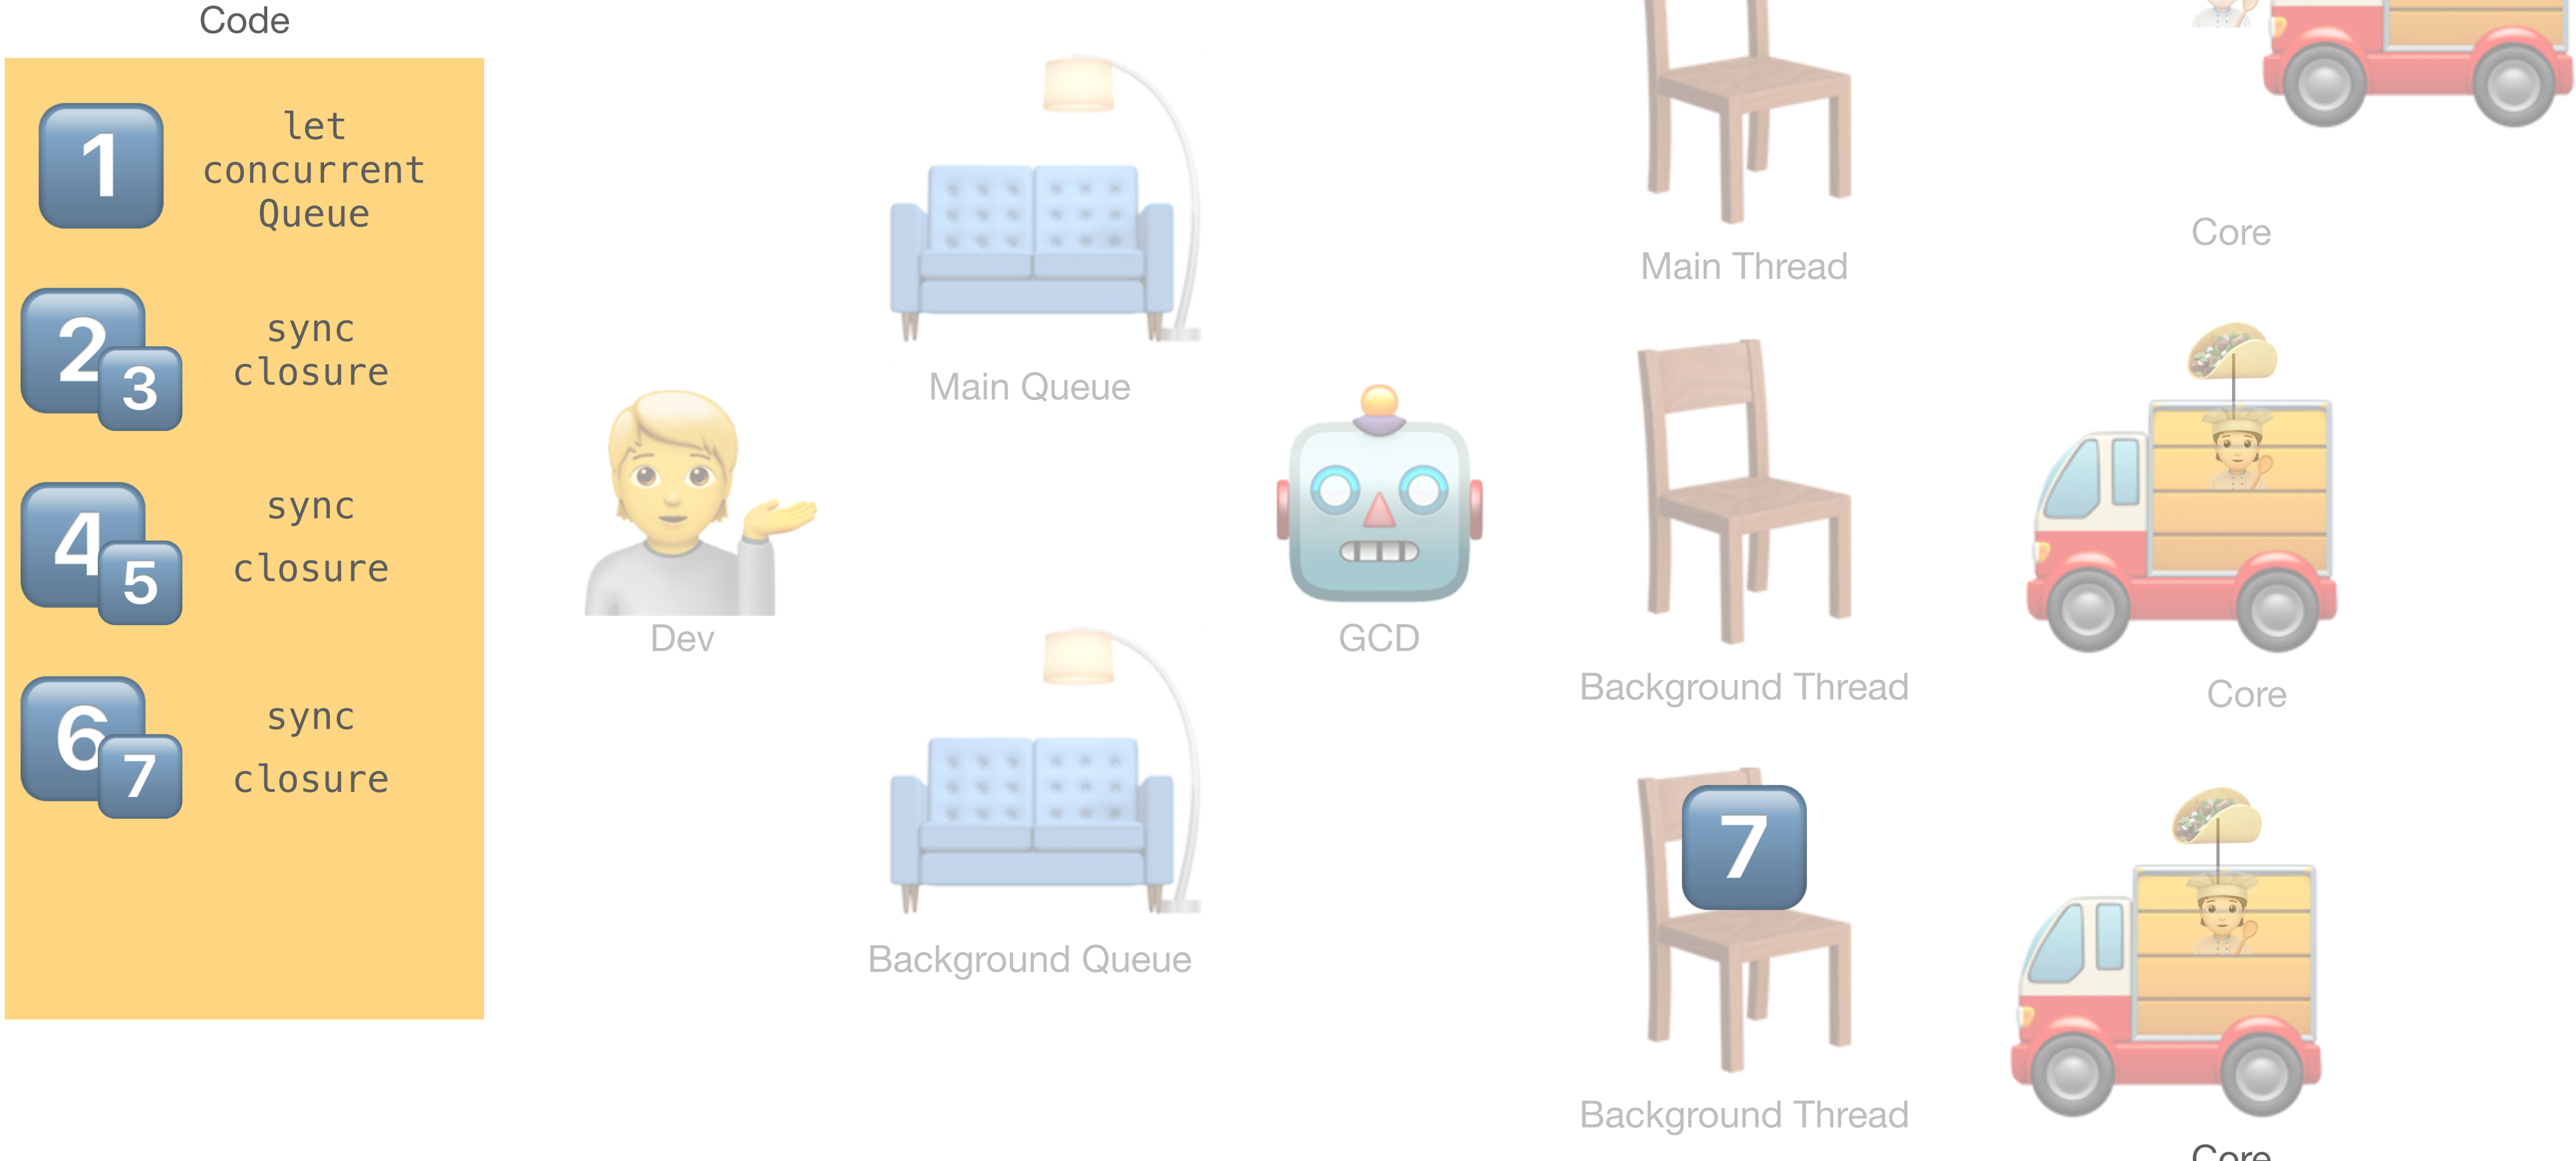 Code
1
let
concurrent
Queue
2
3
sync
closure
4
5
sync
closure
6
7
sync
closure
Dev
Main Queue
Background Queue
GCD
Main Thread
Background Thread
7
Background Thread
Core
Core
Core